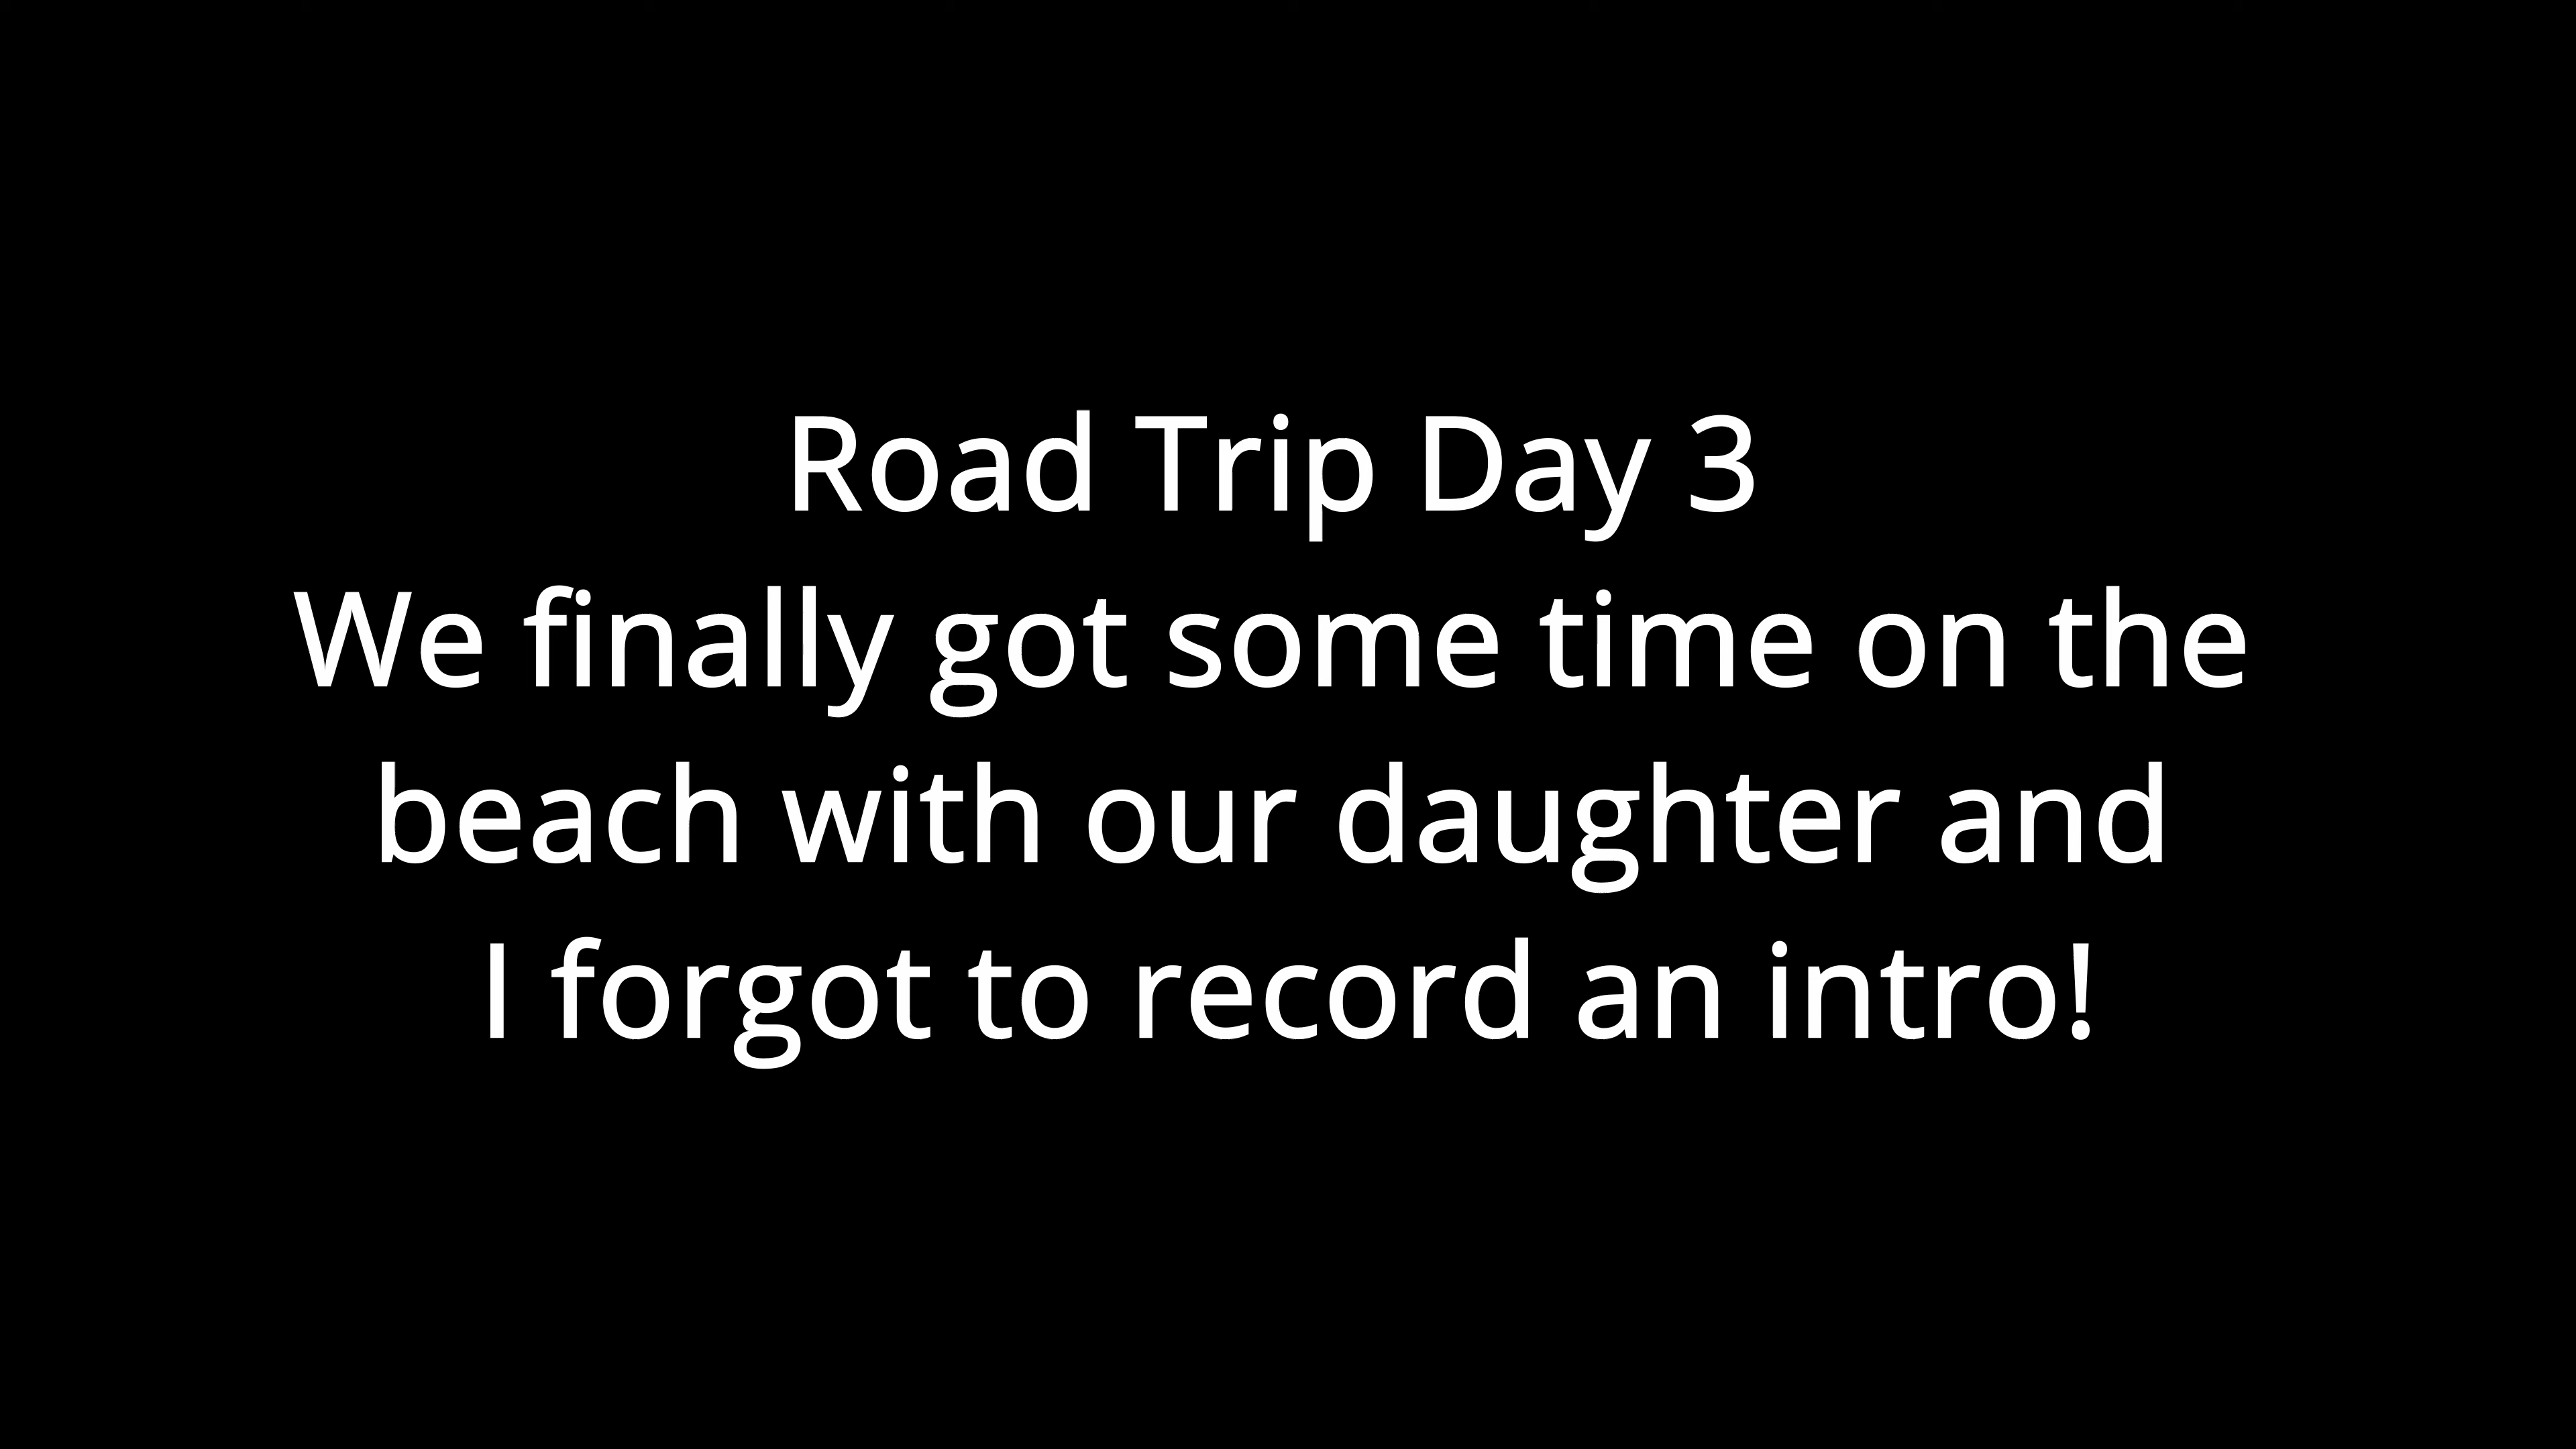 Road Trip Day 3
We finally got some time on the
beach with our daughter and
I forgot to record an intro!